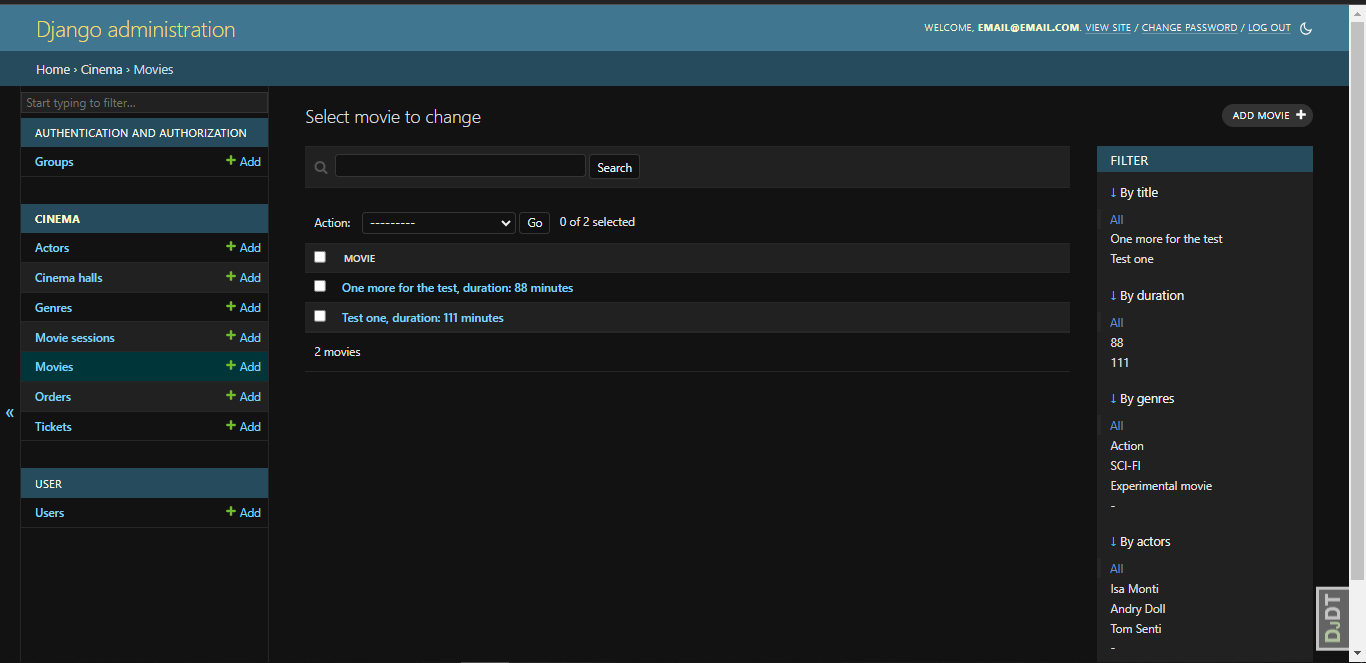 Django administration
WELCOME, EMAIL@EMAIL.COM. VIEW SITE / CHANGE PASSWORD / LOG OUT
Home › Cinema › Movies
Start typing to filter...
AUTHENTICATION AND AUTHORIZATION
Groups + Add
CINEMA
Actors + Add
Cinema halls + Add
Genres + Add
Movie sessions + Add
Movies + Add
Orders + Add
Tickets + Add
USER
Users + Add
«
Select movie to change
ADD MOVIE +
Search
Action: --------- Go 0 of 2 selected
MOVIE
One more for the test, duration: 88 minutes
Test one, duration: 111 minutes
2 movies
FILTER
↓ By title
All
One more for the test
Test one
↓ By duration
All
88
111
↓ By genres
All
Action
SCI-FI
Experimental movie
-
↓ By actors
All
Isa Monti
Andry Doll
Tom Senti
-
DJDT